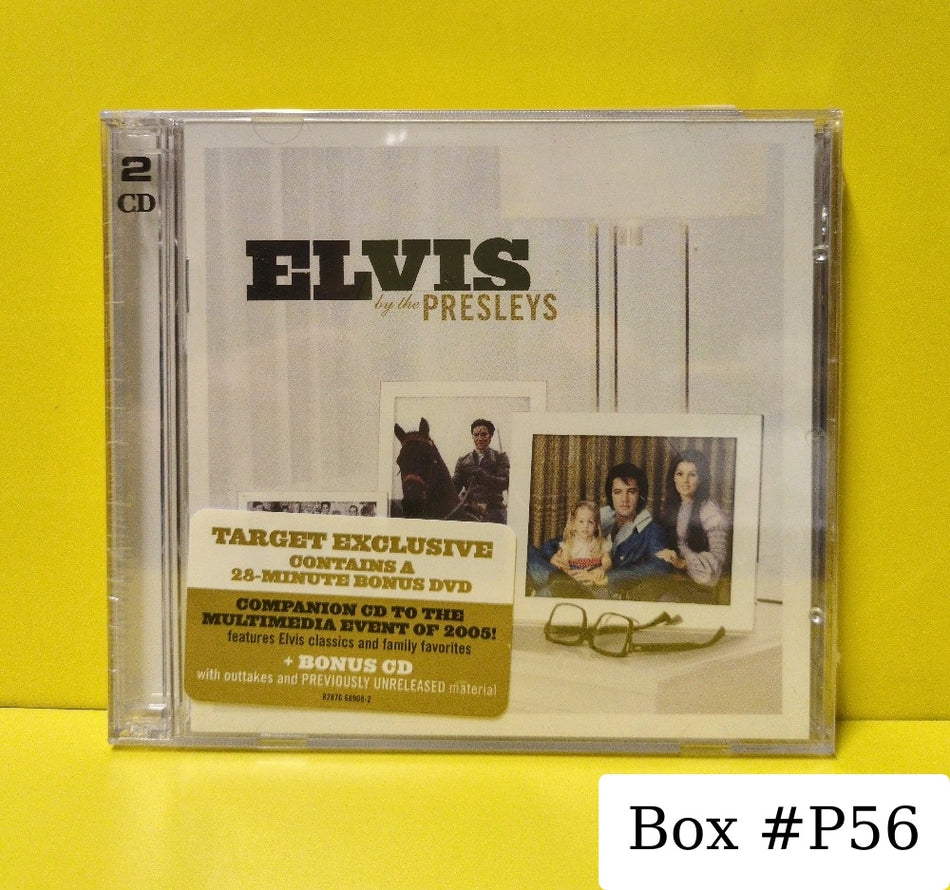 2
CD
ELVIS
by the PRESLEYS
TARGET EXCLUSIVE
CONTAINS A
28-MINUTE BONUS DVD
COMPANION CD TO THE
MULTIMEDIA EVENT OF 2005!
features Elvis classics and family favorites
+ BONUS CD
with outtakes and PREVIOUSLY UNRELEASED material
82876 68908-2
Box #P56